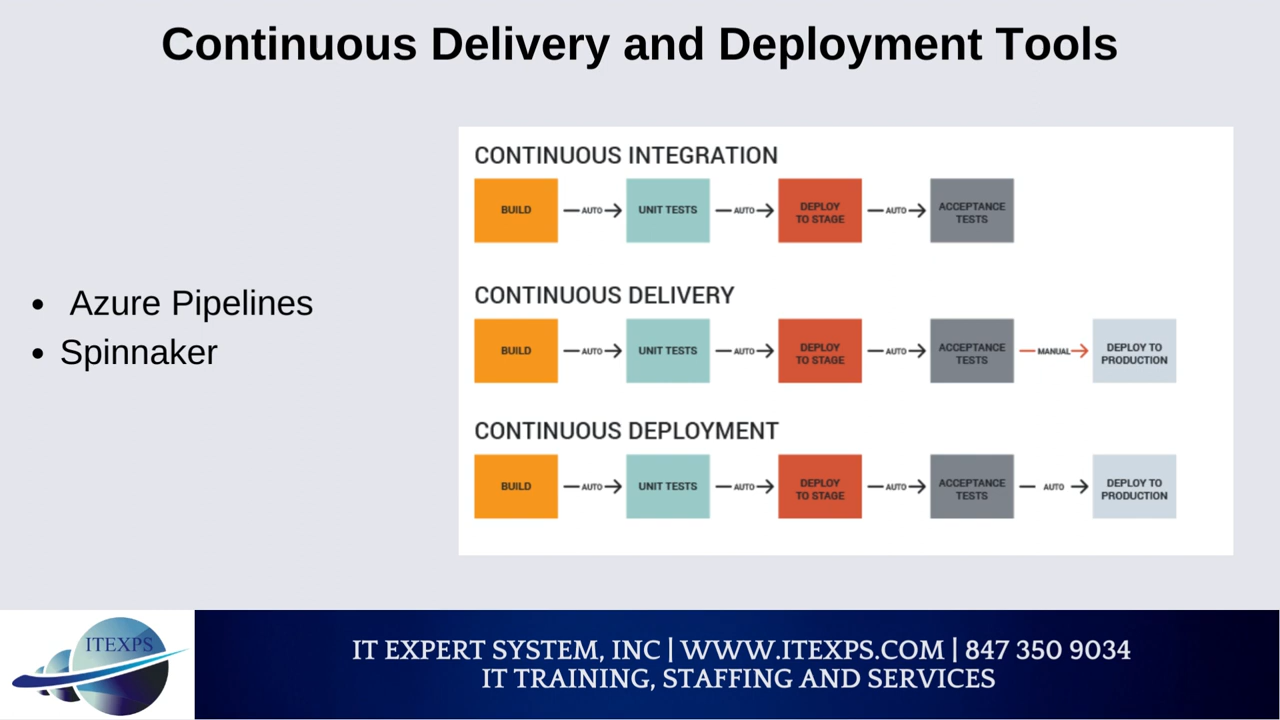 Continuous Delivery and Deployment Tools
• Azure Pipelines
• Spinnaker
CONTINUOUS INTEGRATION
BUILD
AUTO
UNIT TESTS
AUTO
DEPLOY
TO STAGE
AUTO
ACCEPTANCE
TESTS
CONTINUOUS DELIVERY
BUILD
AUTO
UNIT TESTS
AUTO
DEPLOY
TO STAGE
AUTO
ACCEPTANCE
TESTS
MANUAL
DEPLOY TO
PRODUCTION
CONTINUOUS DEPLOYMENT
BUILD
AUTO
UNIT TESTS
AUTO
DEPLOY
TO STAGE
AUTO
ACCEPTANCE
TESTS
AUTO
DEPLOY TO
PRODUCTION
ITEXPS
IT EXPERT SYSTEM, INC | WWW.ITEXPS.COM | 847 350 9034
IT TRAINING, STAFFING AND SERVICES